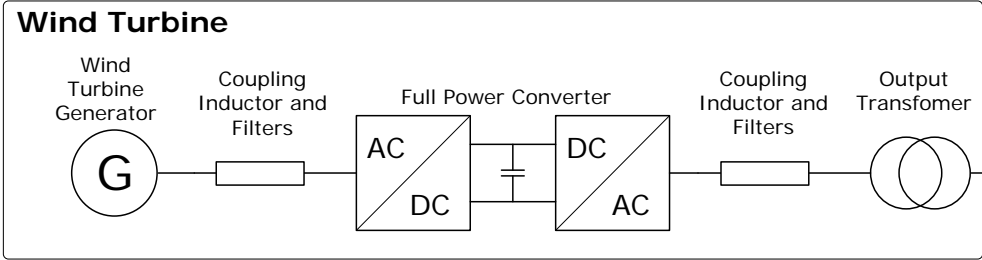 Wind Turbine
Wind
Turbine
Generator
Coupling
Inductor and
Filters
Full Power Converter
Coupling
Inductor and
Filters
Output
Transfomer
G
AC
DC
DC
AC